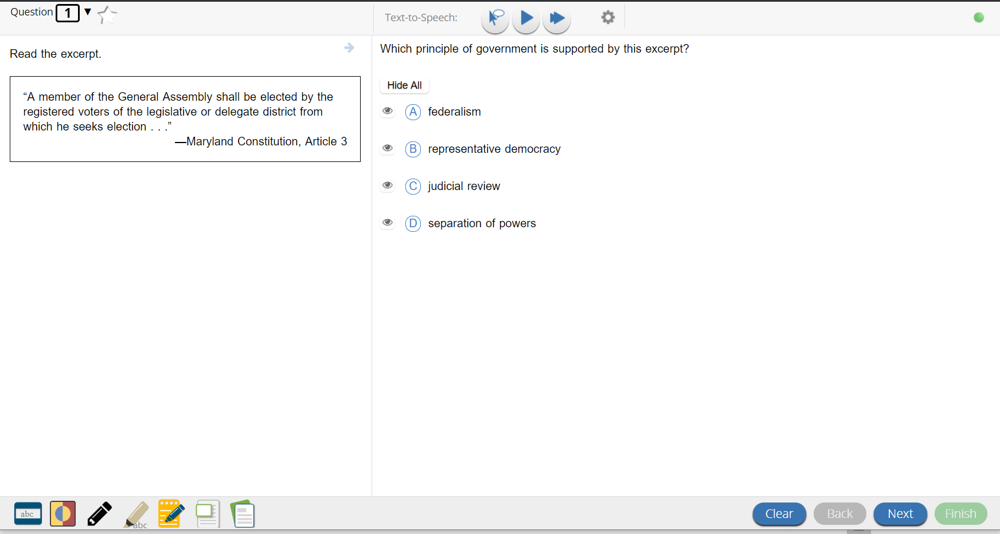 Question 1 ▼
Text-to-Speech:
Read the excerpt.
“A member of the General Assembly shall be elected by the
registered voters of the legislative or delegate district from
which he seeks election . . .”
—Maryland Constitution, Article 3
Which principle of government is supported by this excerpt?
Hide All
A federalism
B representative democracy
C judicial review
D separation of powers
abc
abc
Clear
Back
Next
Finish